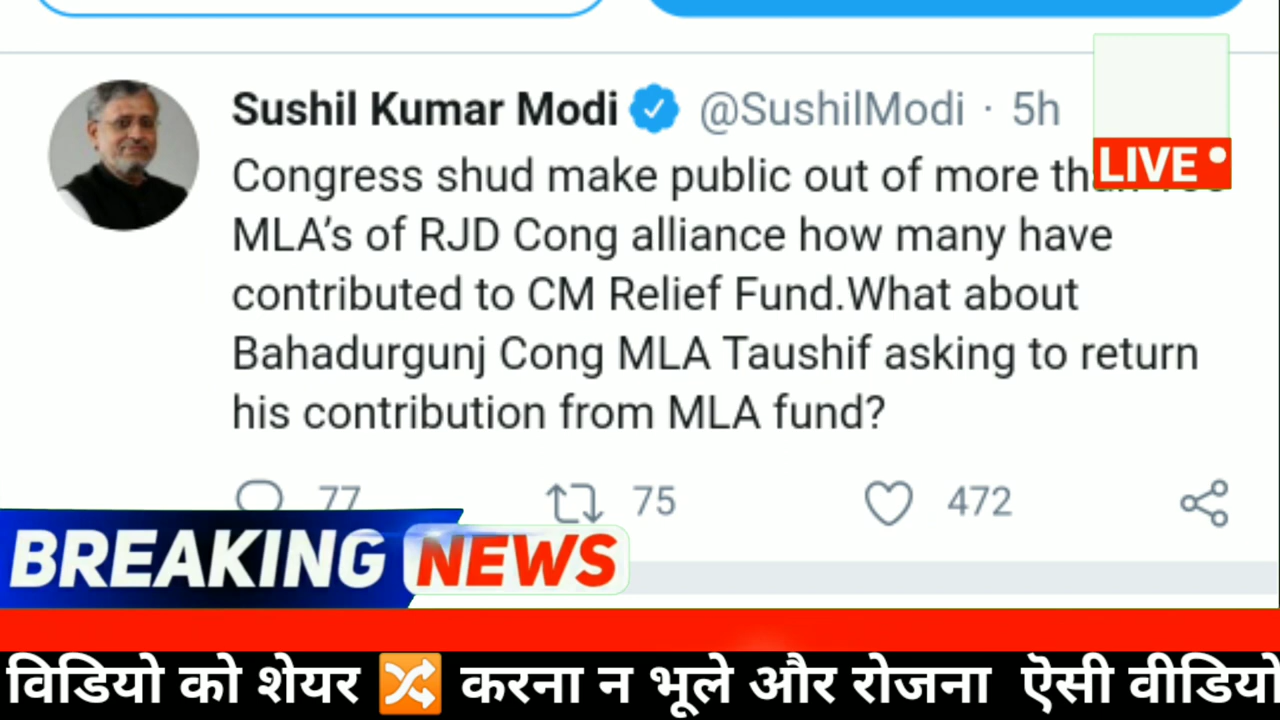 Sushil Kumar Modi @SushilModi · 5h
LIVE
Congress shud make public out of more
MLA's of RJD Cong alliance how many have
contributed to CM Relief Fund.What about
Bahadurgunj Cong MLA Taushif asking to return
his contribution from MLA fund?
77 75 472
BREAKING NEWS
विडियो को शेयर 🔀 करना न भूले और रोजना ऎसी वीडियो